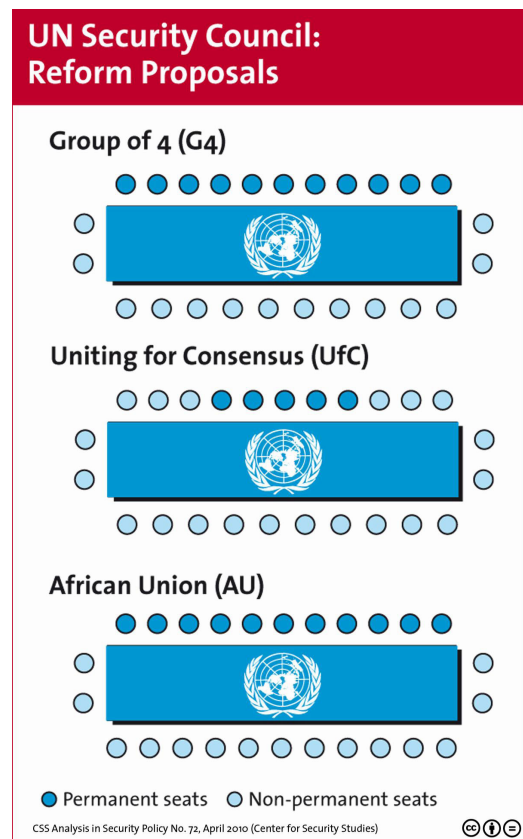 UN Security Council:
Reform Proposals
Group of 4 (G4)
Uniting for Consensus (UfC)
African Union (AU)
Permanent seats
Non-permanent seats
CSS Analysis in Security Policy No. 72, April 2010 (Center for Security Studies)
cc